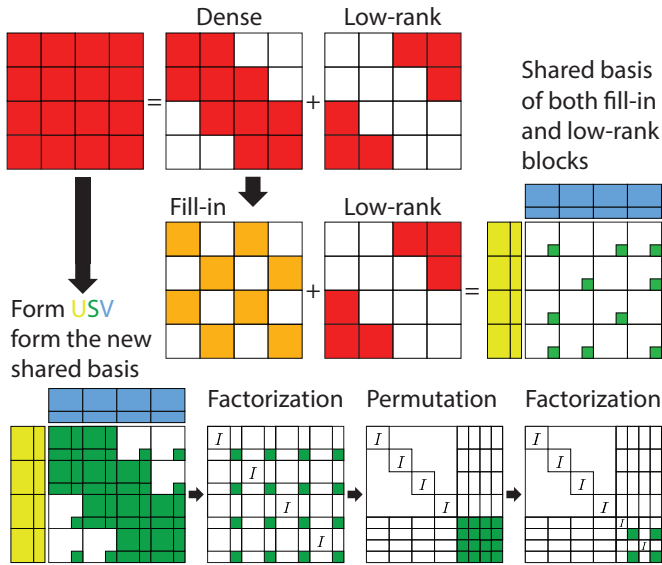 Dense
Low-rank
=
+
Shared basis
of both fill-in
and low-rank
blocks
Fill-in
Low-rank
+
=
Form USV
form the new
shared basis
Factorization
Permutation
Factorization
I
I
I
I
I
I
I
I
I
I
I
I
I
I